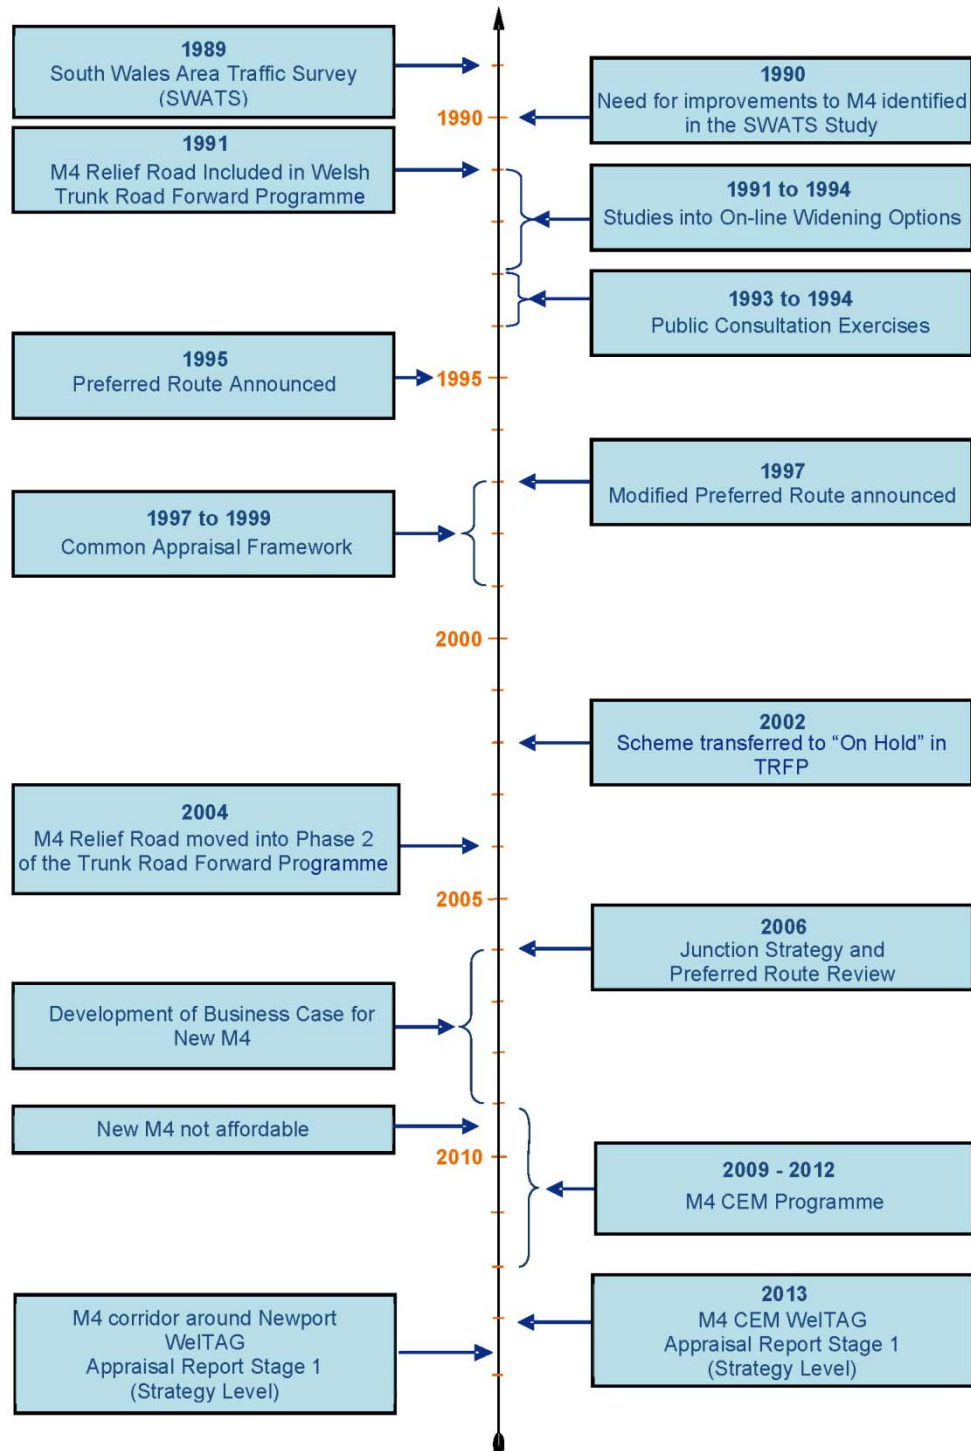 1989
South Wales Area Traffic Survey
(SWATS)
1990
Need for improvements to M4 identified
in the SWATS Study
1990
1991
M4 Relief Road Included in Welsh
Trunk Road Forward Programme
1991 to 1994
Studies into On-line Widening Options
1993 to 1994
Public Consultation Exercises
1995
Preferred Route Announced
1995
1997
Modified Preferred Route announced
1997 to 1999
Common Appraisal Framework
2000
2002
Scheme transferred to “On Hold” in
TRFP
2004
M4 Relief Road moved into Phase 2
of the Trunk Road Forward Programme
2005
2006
Junction Strategy and
Preferred Route Review
Development of Business Case for
New M4
New M4 not affordable
2010
2009 - 2012
M4 CEM Programme
2013
M4 CEM WelTAG
Appraisal Report Stage 1
(Strategy Level)
M4 corridor around Newport
WelTAG
Appraisal Report Stage 1
(Strategy Level)